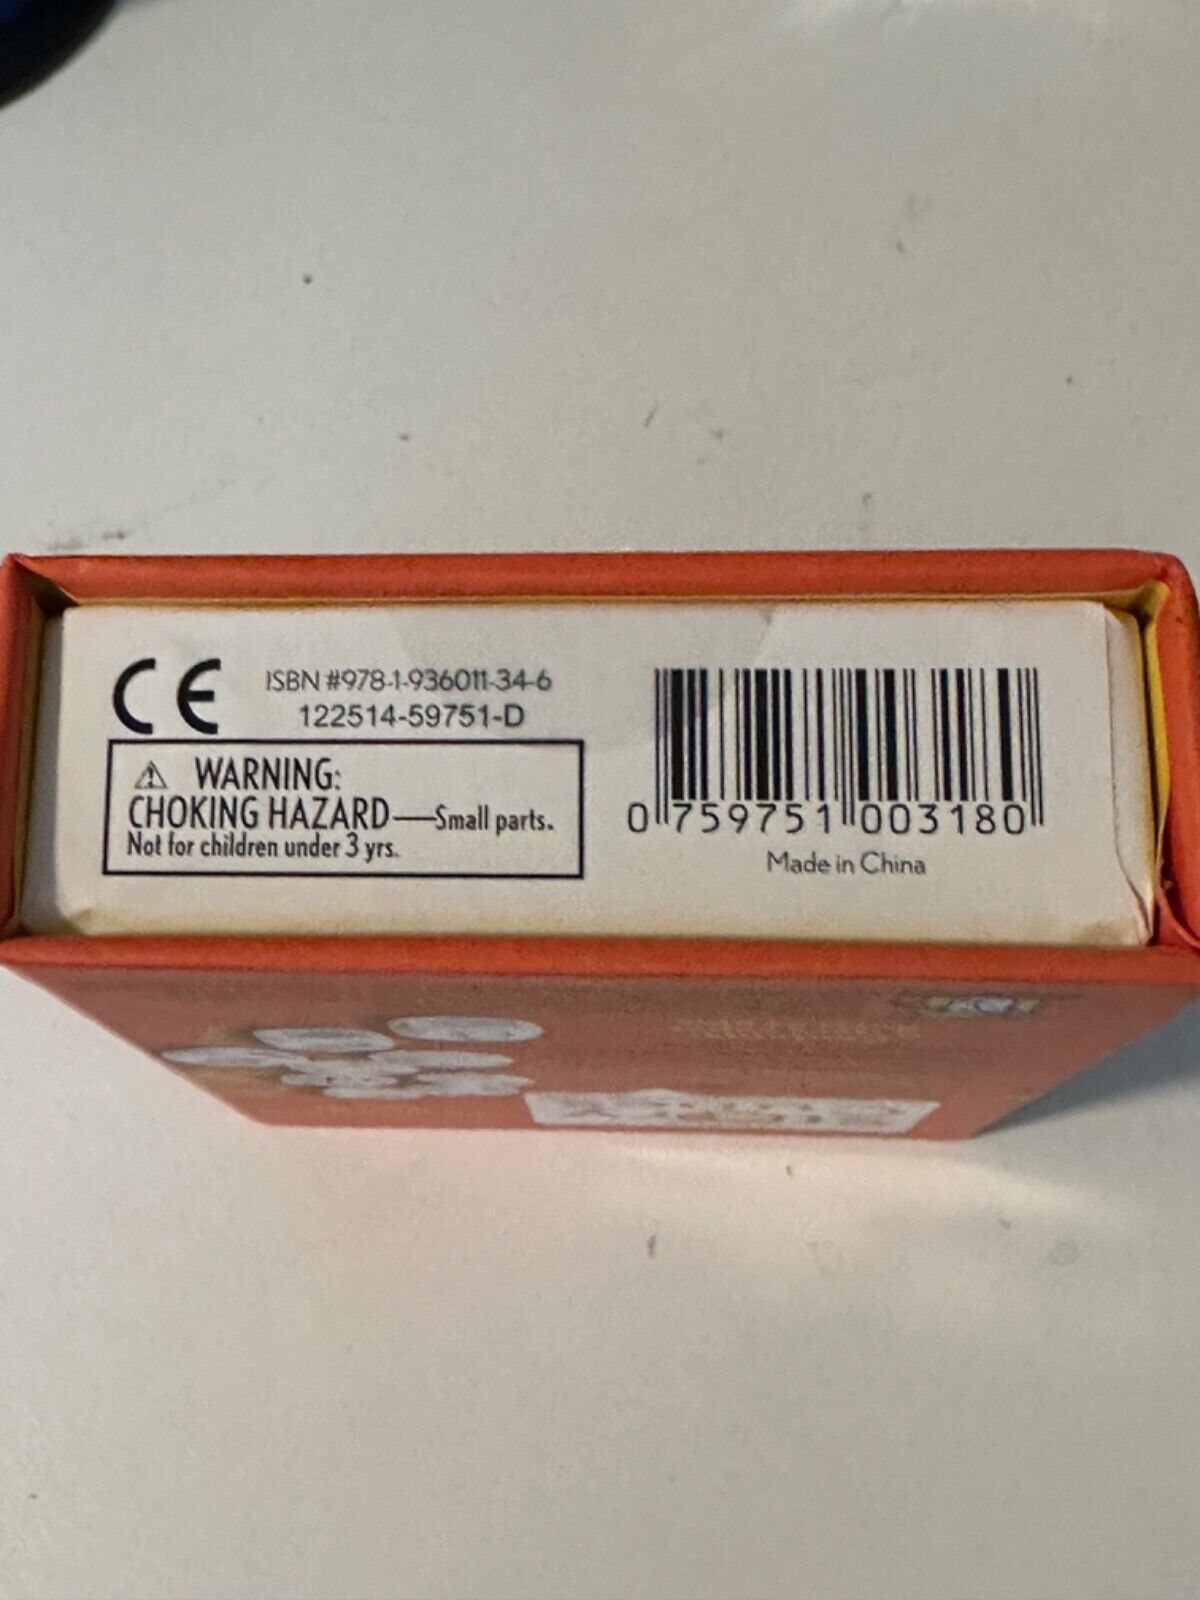 CE
ISBN #978-1-936011-34-6
122514-59751-D
⚠ WARNING:
CHOKING HAZARD—Small parts.
Not for children under 3 yrs.
0 759751 003180
Made in China